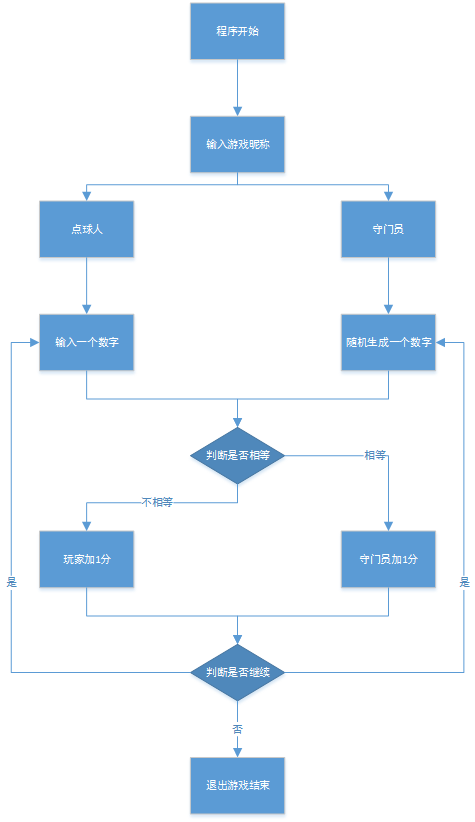 程序开始
输入游戏昵称
点球人
守门员
输入一个数字
随机生成一个数字
判断是否相等
相等
不相等
玩家加1分
守门员加1分
是
是
判断是否继续
否
退出游戏结束